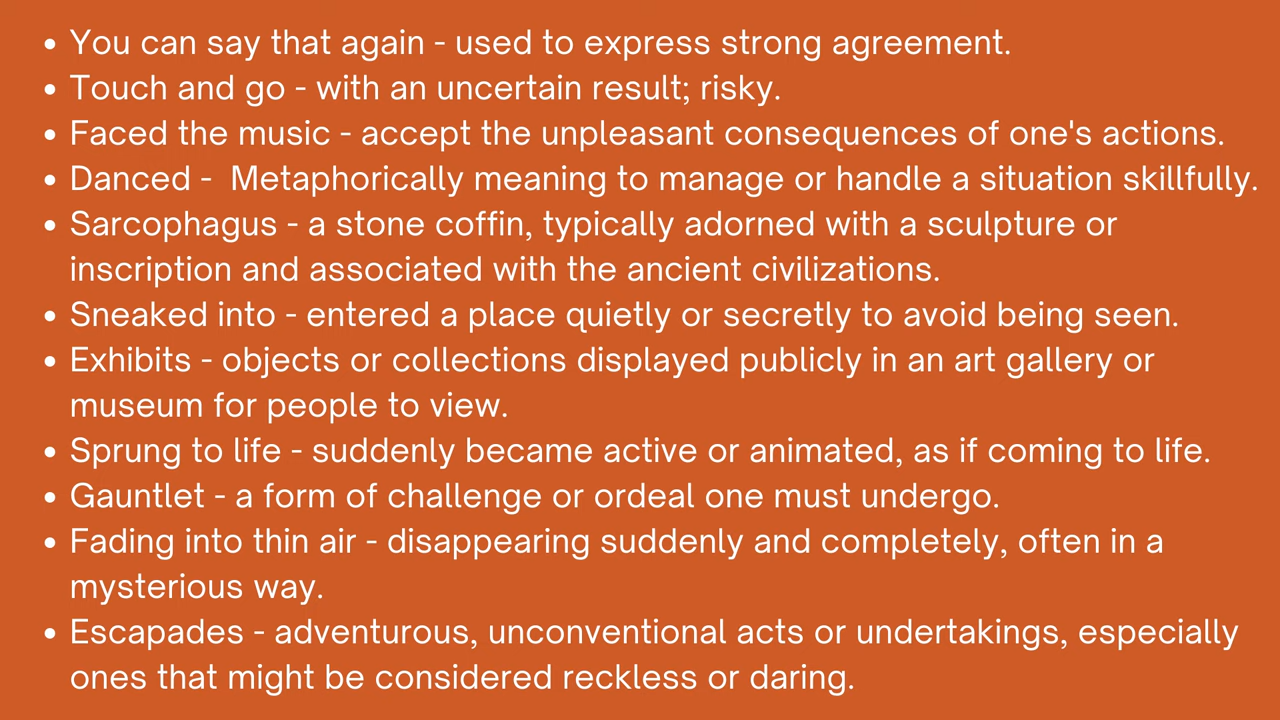 • You can say that again - used to express strong agreement.
• Touch and go - with an uncertain result; risky.
• Faced the music - accept the unpleasant consequences of one's actions.
• Danced -  Metaphorically meaning to manage or handle a situation skillfully.
• Sarcophagus - a stone coffin, typically adorned with a sculpture or
inscription and associated with the ancient civilizations.
• Sneaked into - entered a place quietly or secretly to avoid being seen.
• Exhibits - objects or collections displayed publicly in an art gallery or
museum for people to view.
• Sprung to life - suddenly became active or animated, as if coming to life.
• Gauntlet - a form of challenge or ordeal one must undergo.
• Fading into thin air - disappearing suddenly and completely, often in a
mysterious way.
• Escapades - adventurous, unconventional acts or undertakings, especially
ones that might be considered reckless or daring.